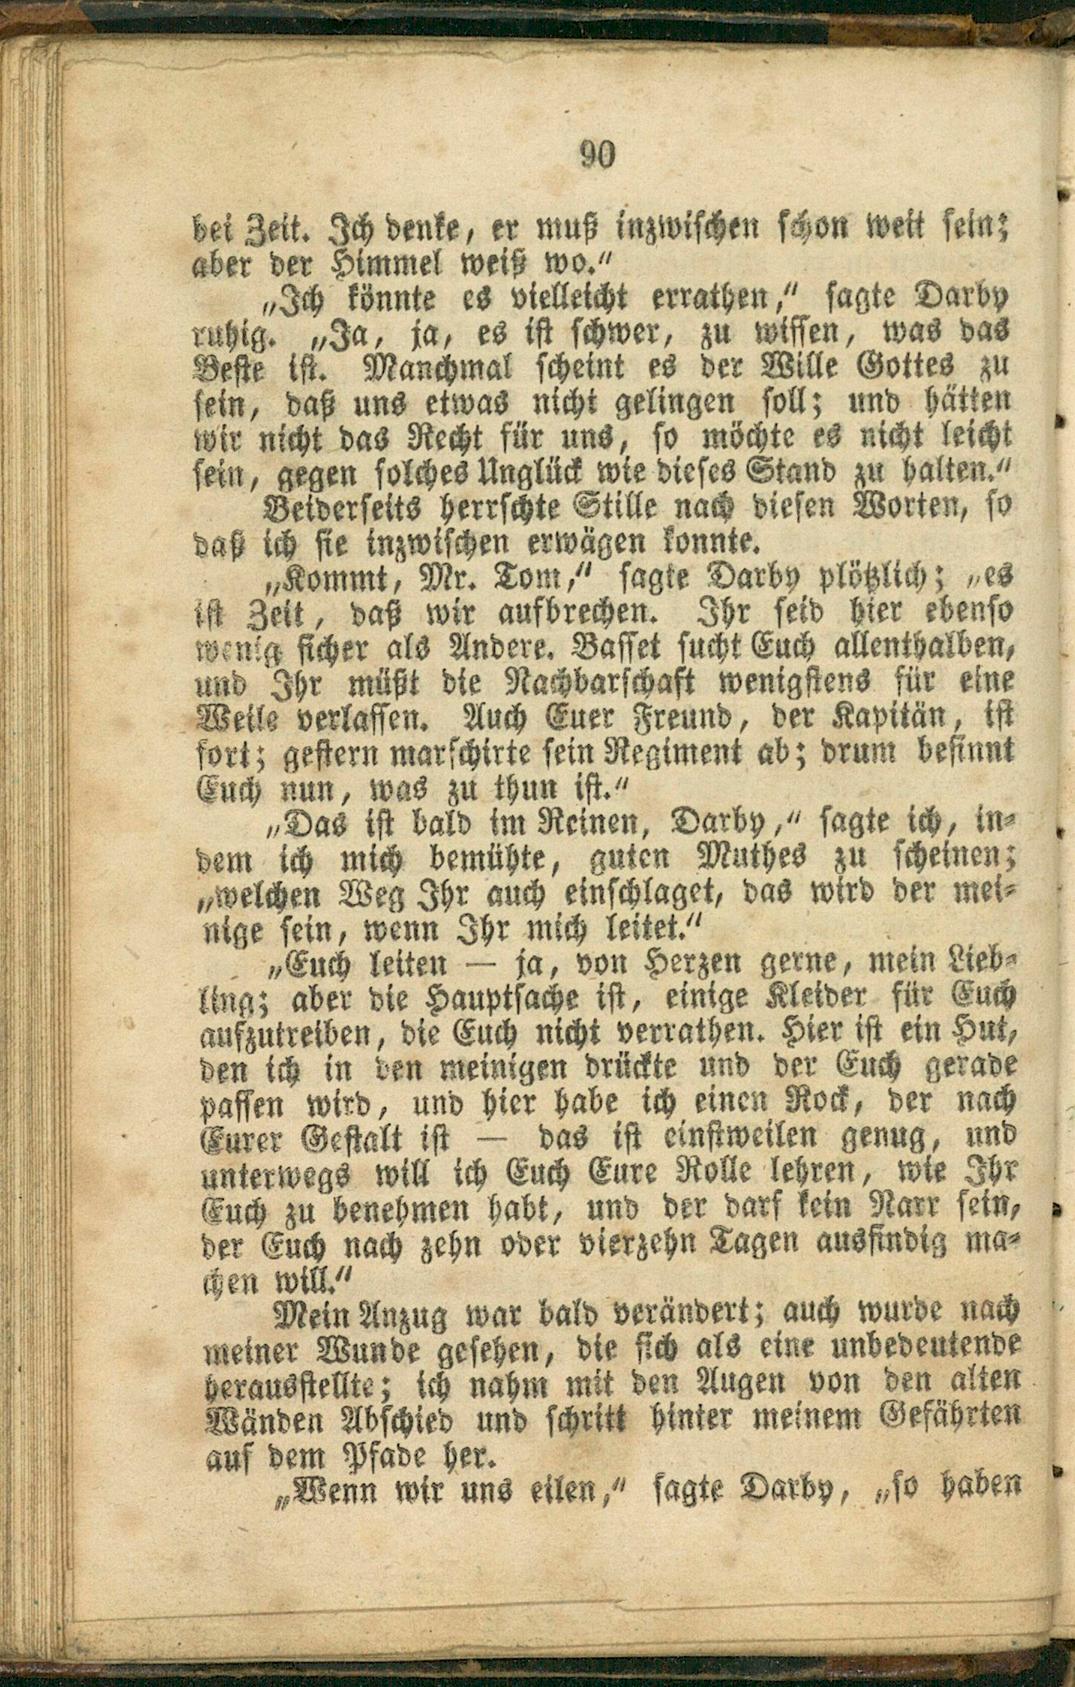 90
bei Zeit. Ich denke, er muß inzwischen schon weit sein;
aber der Himmel weiß wo.“
„Ich könnte es vielleicht errathen,“ sagte Darby
ruhig. „Ja, ja, es ist schwer, zu wissen, was das
Beste ist. Manchmal scheint es der Wille Gottes zu
sein, daß uns etwas nicht gelingen soll; und hätten
wir nicht das Recht für uns, so möchte es nicht leicht
sein, gegen solches Unglück wie dieses Stand zu halten.“
Beiderseits herrschte Stille nach diesen Worten, so
daß ich sie inzwischen erwägen konnte.
„Kommt, Mr. Tom,“ sagte Darby plötzlich; „es
ist Zeit, daß wir aufbrechen. Ihr seid hier ebenso
wenig sicher als Andere. Basset sucht Euch allenthalben,
und Ihr müßt die Nachbarschaft wenigstens für eine
Weile verlassen. Auch Euer Freund, der Kapitän, ist
fort; gestern marschirte sein Regiment ab; drum besinnt
Euch nun, was zu thun ist.“
„Das ist bald im Reinen, Darby,“ sagte ich, in-
dem ich mich bemühte, guten Muthes zu scheinen;
„welchen Weg Ihr auch einschlaget, das wird der mei-
nige sein, wenn Ihr mich leitet.“
„Euch leiten — ja, von Herzen gerne, mein Lieb-
ling; aber die Hauptsache ist, einige Kleider für Euch
aufzutreiben, die Euch nicht verrathen. Hier ist ein Hut,
den ich in den meinigen drückte und der Euch gerade
passen wird, und hier habe ich einen Rock, der nach
Eurer Gestalt ist — das ist einstweilen genug, und
unterwegs will ich Euch Eure Rolle lehren, wie Ihr
Euch zu benehmen habt, und der darf kein Narr sein,
der Euch nach zehn oder vierzehn Tagen ausfindig ma-
chen will.“
Mein Anzug war bald verändert; auch wurde nach
meiner Wunde gesehen, die sich als eine unbedeutende
herausstellte; ich nahm mit den Augen von den alten
Wänden Abschied und schritt hinter meinem Gefährten
auf dem Pfade her.
„Wenn wir uns eilen,“ sagte Darby, „so haben